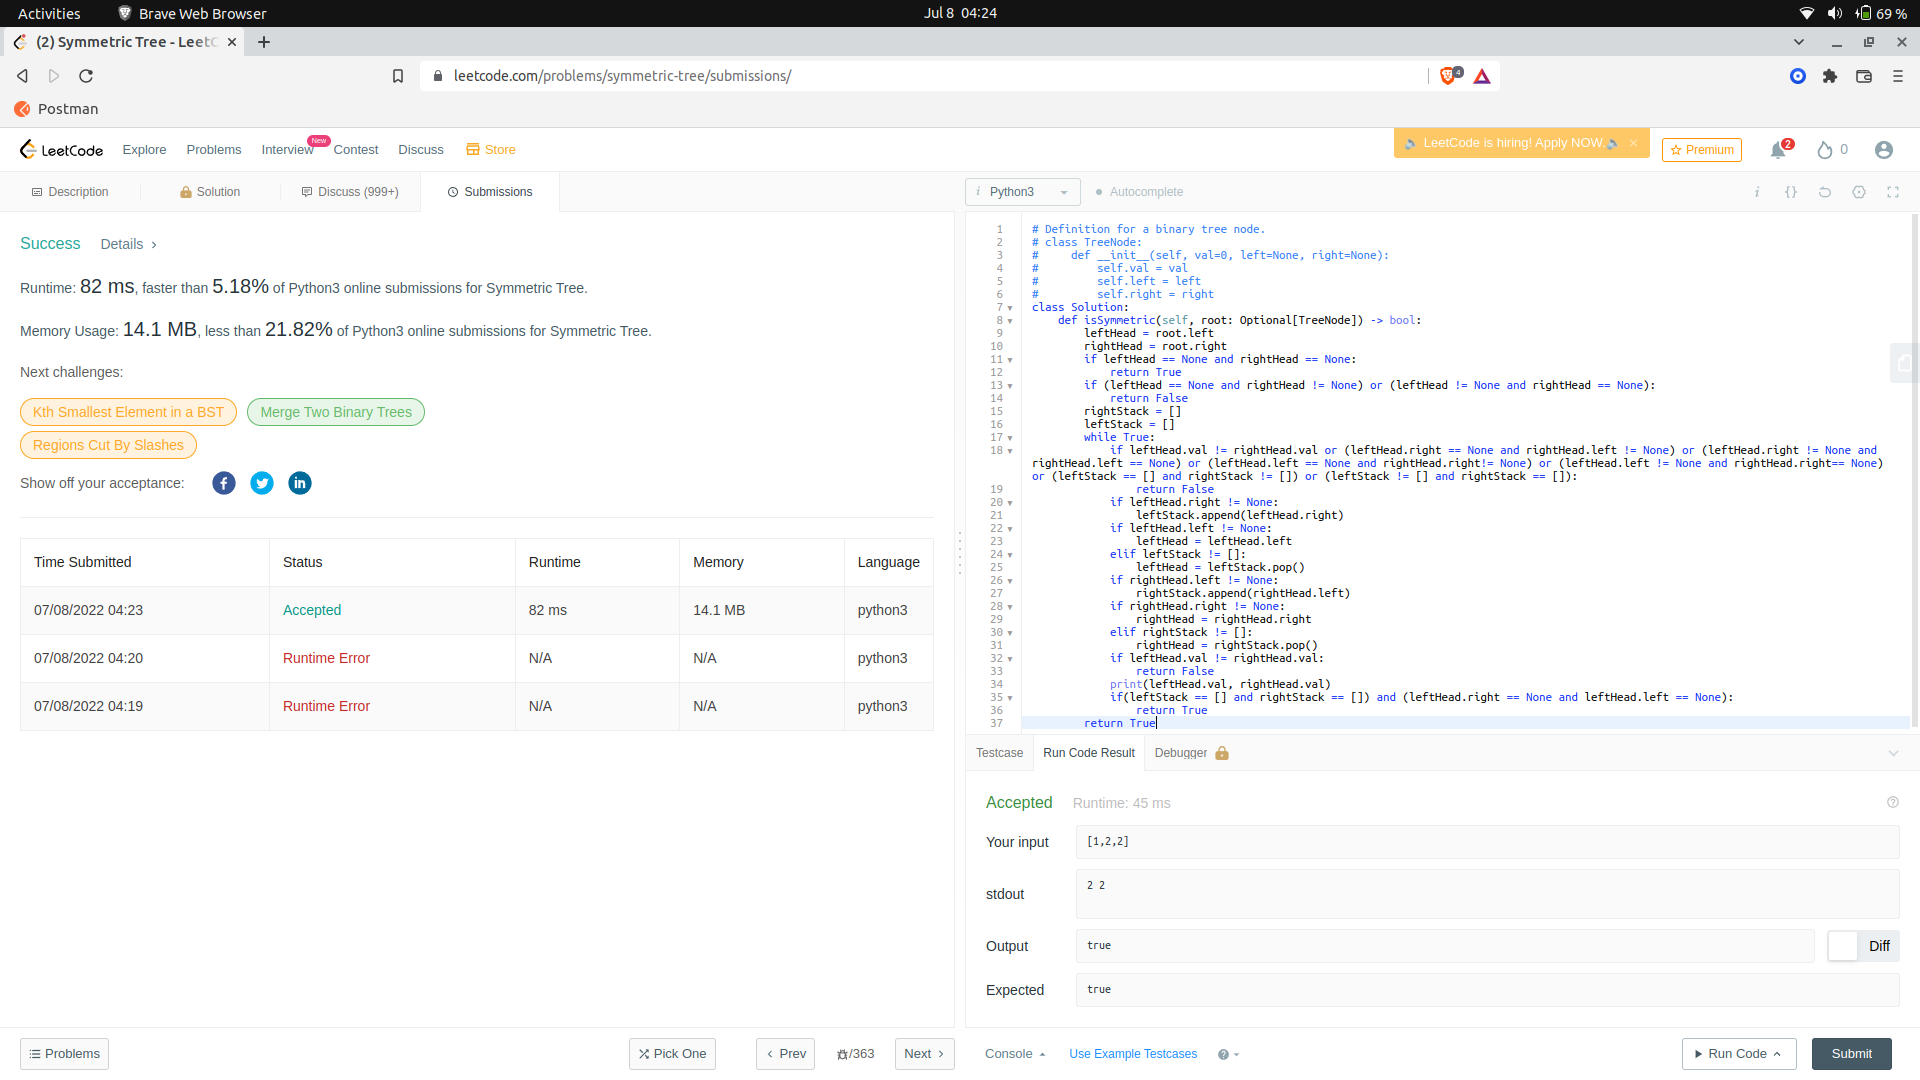 Activities
Brave Web Browser
Jul 8  04:24
69 %
(2) Symmetric Tree - LeetC
leetcode.com/problems/symmetric-tree/submissions/
4
Postman
LeetCode
Explore
Problems
Interview
New
Contest
Discuss
Store
LeetCode is hiring! Apply NOW.
Premium
2
0
Description
Solution
Discuss (999+)
Submissions
Python3
Autocomplete
Success
Details
Runtime: 82 ms, faster than 5.18% of Python3 online submissions for Symmetric Tree.
Memory Usage: 14.1 MB, less than 21.82% of Python3 online submissions for Symmetric Tree.
Next challenges:
Kth Smallest Element in a BST
Merge Two Binary Trees
Regions Cut By Slashes
Show off your acceptance:
Time Submitted Status Runtime Memory Language
07/08/2022 04:23 Accepted 82 ms 14.1 MB python3
07/08/2022 04:20 Runtime Error N/A N/A python3
07/08/2022 04:19 Runtime Error N/A N/A python3
1 # Definition for a binary tree node.
2 # class TreeNode:
3 #     def __init__(self, val=0, left=None, right=None):
4 #         self.val = val
5 #         self.left = left
6 #         self.right = right
7 class Solution:
8     def isSymmetric(self, root: Optional[TreeNode]) -> bool:
9         leftHead = root.left
10         rightHead = root.right
11         if leftHead == None and rightHead == None:
12             return True
13         if (leftHead == None and rightHead != None) or (leftHead != None and rightHead == None):
14             return False
15         rightStack = []
16         leftStack = []
17         while True:
18             if leftHead.val != rightHead.val or (leftHead.right == None and rightHead.left != None) or (leftHead.right != None and
rightHead.left == None) or (leftHead.left == None and rightHead.right!= None) or (leftHead.left != None and rightHead.right== None)
or (leftStack == [] and rightStack != []) or (leftStack != [] and rightStack == []):
19                 return False
20             if leftHead.right != None:
21                 leftStack.append(leftHead.right)
22             if leftHead.left != None:
23                 leftHead = leftHead.left
24             elif leftStack != []:
25                 leftHead = leftStack.pop()
26             if rightHead.left != None:
27                 rightStack.append(rightHead.left)
28             if rightHead.right != None:
29                 rightHead = rightHead.right
30             elif rightStack != []:
31                 rightHead = rightStack.pop()
32             if leftHead.val != rightHead.val:
33                 return False
34             print(leftHead.val, rightHead.val)
35             if(leftStack == [] and rightStack == []) and (leftHead.right == None and leftHead.left == None):
36                 return True
37         return True
Testcase
Run Code Result
Debugger
Accepted
Runtime: 45 ms
Your input
[1,2,2]
stdout
2 2
Output
true
Diff
Expected
true
Problems
Pick One
Prev
/363
Next
Console
Use Example Testcases
Run Code
Submit